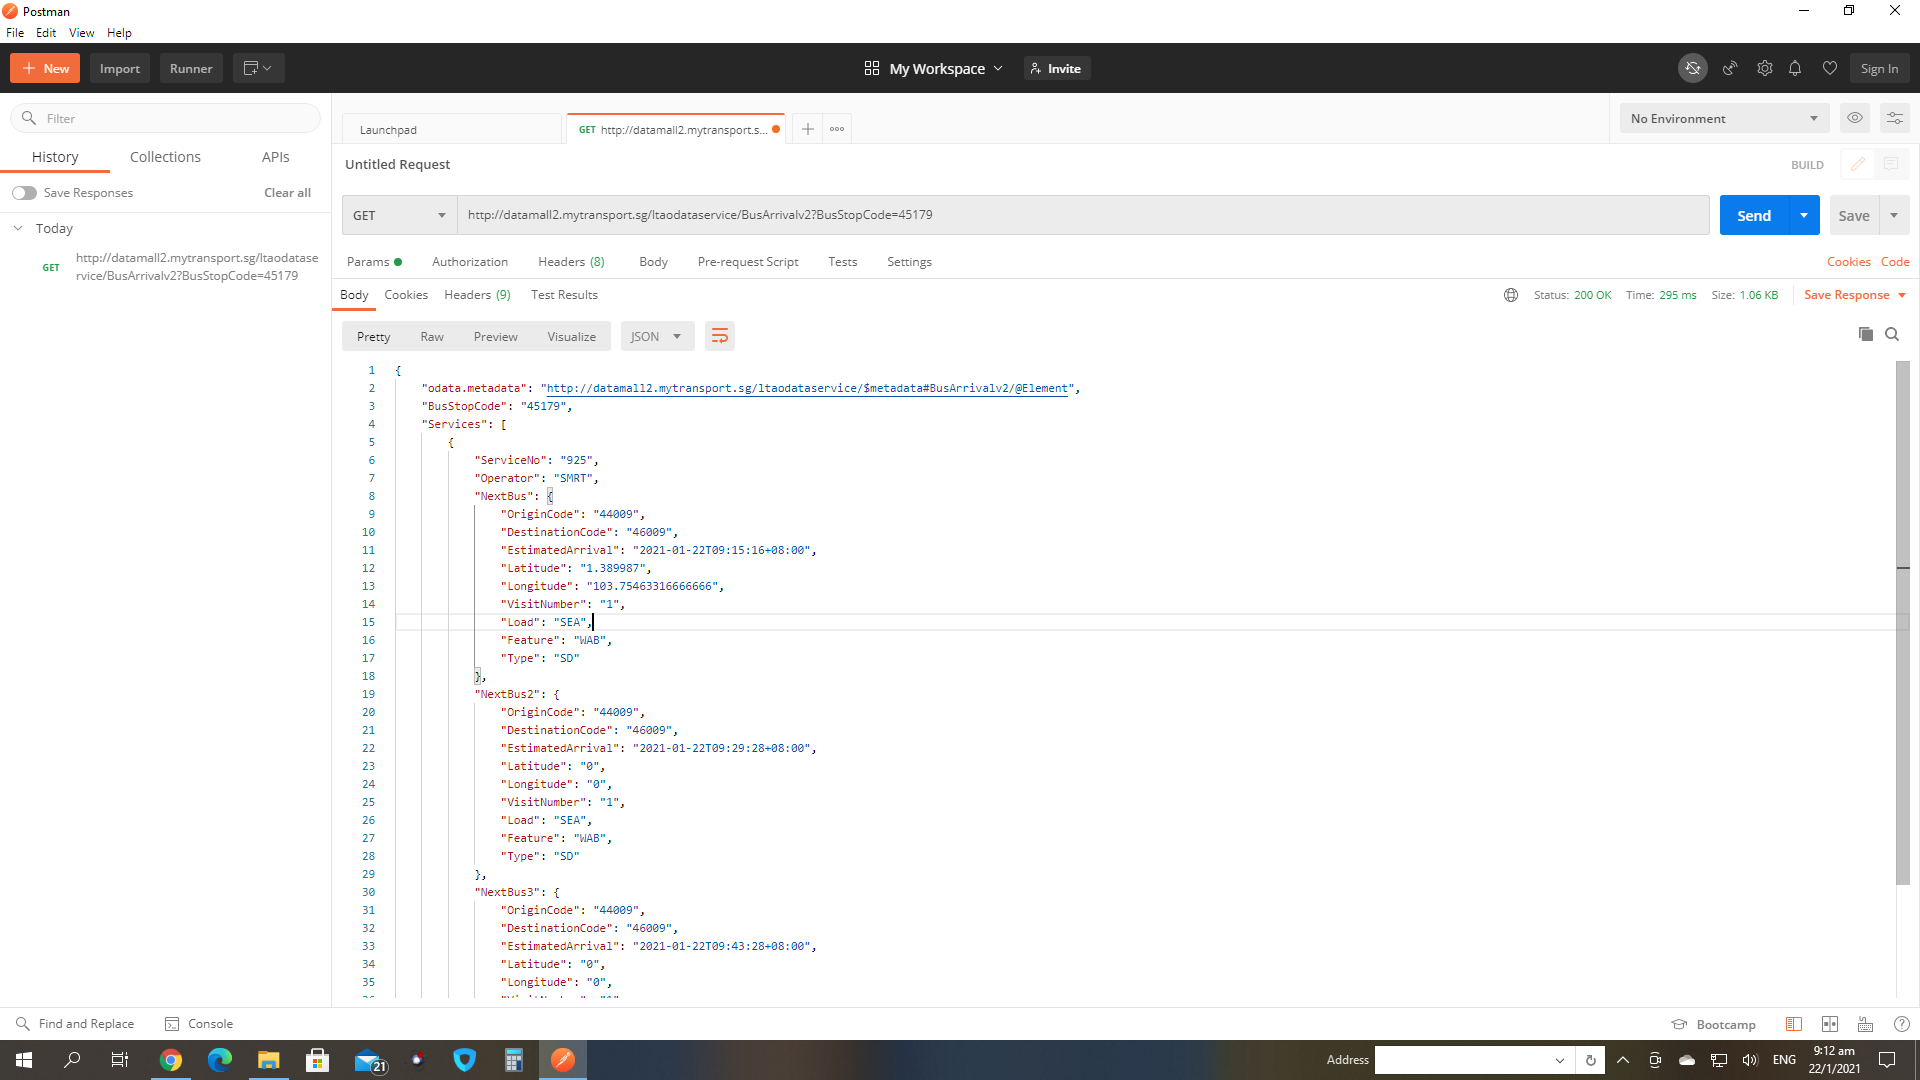 Postman
File Edit View Help
New Import Runner My Workspace Invite Sign In
Filter
History Collections APIs
Save Responses Clear all
Today
GET http://datamall2.mytransport.sg/ltaodatase
rvice/BusArrivalv2?BusStopCode=45179
Launchpad GET http://datamall2.mytransport.s... No Environment
Untitled Request BUILD
GET http://datamall2.mytransport.sg/ltaodataservice/BusArrivalv2?BusStopCode=45179 Send Save
Params Authorization Headers (8) Body Pre-request Script Tests Settings Cookies Code
Body Cookies Headers (9) Test Results Status: 200 OK Time: 295 ms Size: 1.06 KB Save Response
Pretty Raw Preview Visualize JSON
1 {
2 "odata.metadata": "http://datamall2.mytransport.sg/ltaodataservice/$metadata#BusArrivalv2/@Element",
3 "BusStopCode": "45179",
4 "Services": [
5 {
6 "ServiceNo": "925",
7 "Operator": "SMRT",
8 "NextBus": {
9 "OriginCode": "44009",
10 "DestinationCode": "46009",
11 "EstimatedArrival": "2021-01-22T09:15:16+08:00",
12 "Latitude": "1.389987",
13 "Longitude": "103.75463316666666",
14 "VisitNumber": "1",
15 "Load": "SEA",
16 "Feature": "WAB",
17 "Type": "SD"
18 },
19 "NextBus2": {
20 "OriginCode": "44009",
21 "DestinationCode": "46009",
22 "EstimatedArrival": "2021-01-22T09:29:28+08:00",
23 "Latitude": "0",
24 "Longitude": "0",
25 "VisitNumber": "1",
26 "Load": "SEA",
27 "Feature": "WAB",
28 "Type": "SD"
29 },
30 "NextBus3": {
31 "OriginCode": "44009",
32 "DestinationCode": "46009",
33 "EstimatedArrival": "2021-01-22T09:43:28+08:00",
34 "Latitude": "0",
35 "Longitude": "0",
Find and Replace Console Bootcamp
21 Address ENG 9:12 am
22/1/2021